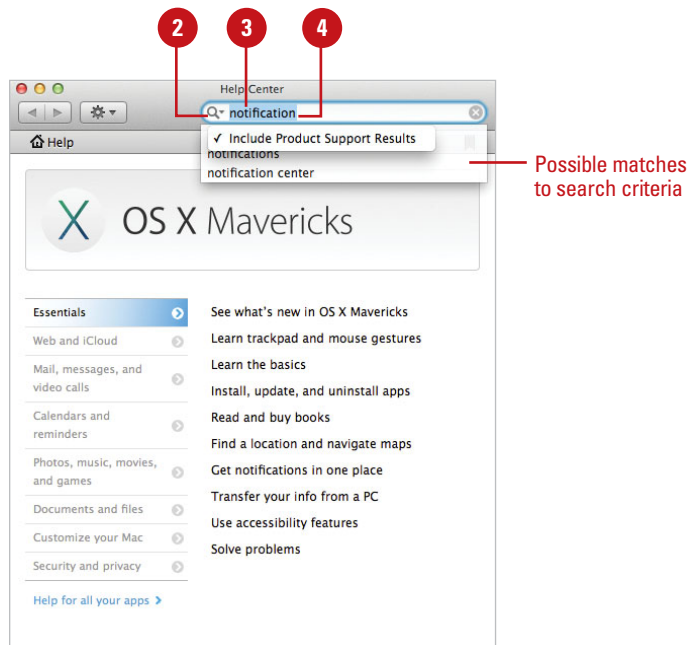 2 3 4
Help Center
notification
✓ Include Product Support Results
Help
notifications
notification center
Possible matches
to search criteria
OS X Mavericks
Essentials
Web and iCloud
Mail, messages, and
video calls
Calendars and
reminders
Photos, music, movies,
and games
Documents and files
Customize your Mac
Security and privacy
Help for all your apps >
See what's new in OS X Mavericks
Learn trackpad and mouse gestures
Learn the basics
Install, update, and uninstall apps
Read and buy books
Find a location and navigate maps
Get notifications in one place
Transfer your info from a PC
Use accessibility features
Solve problems